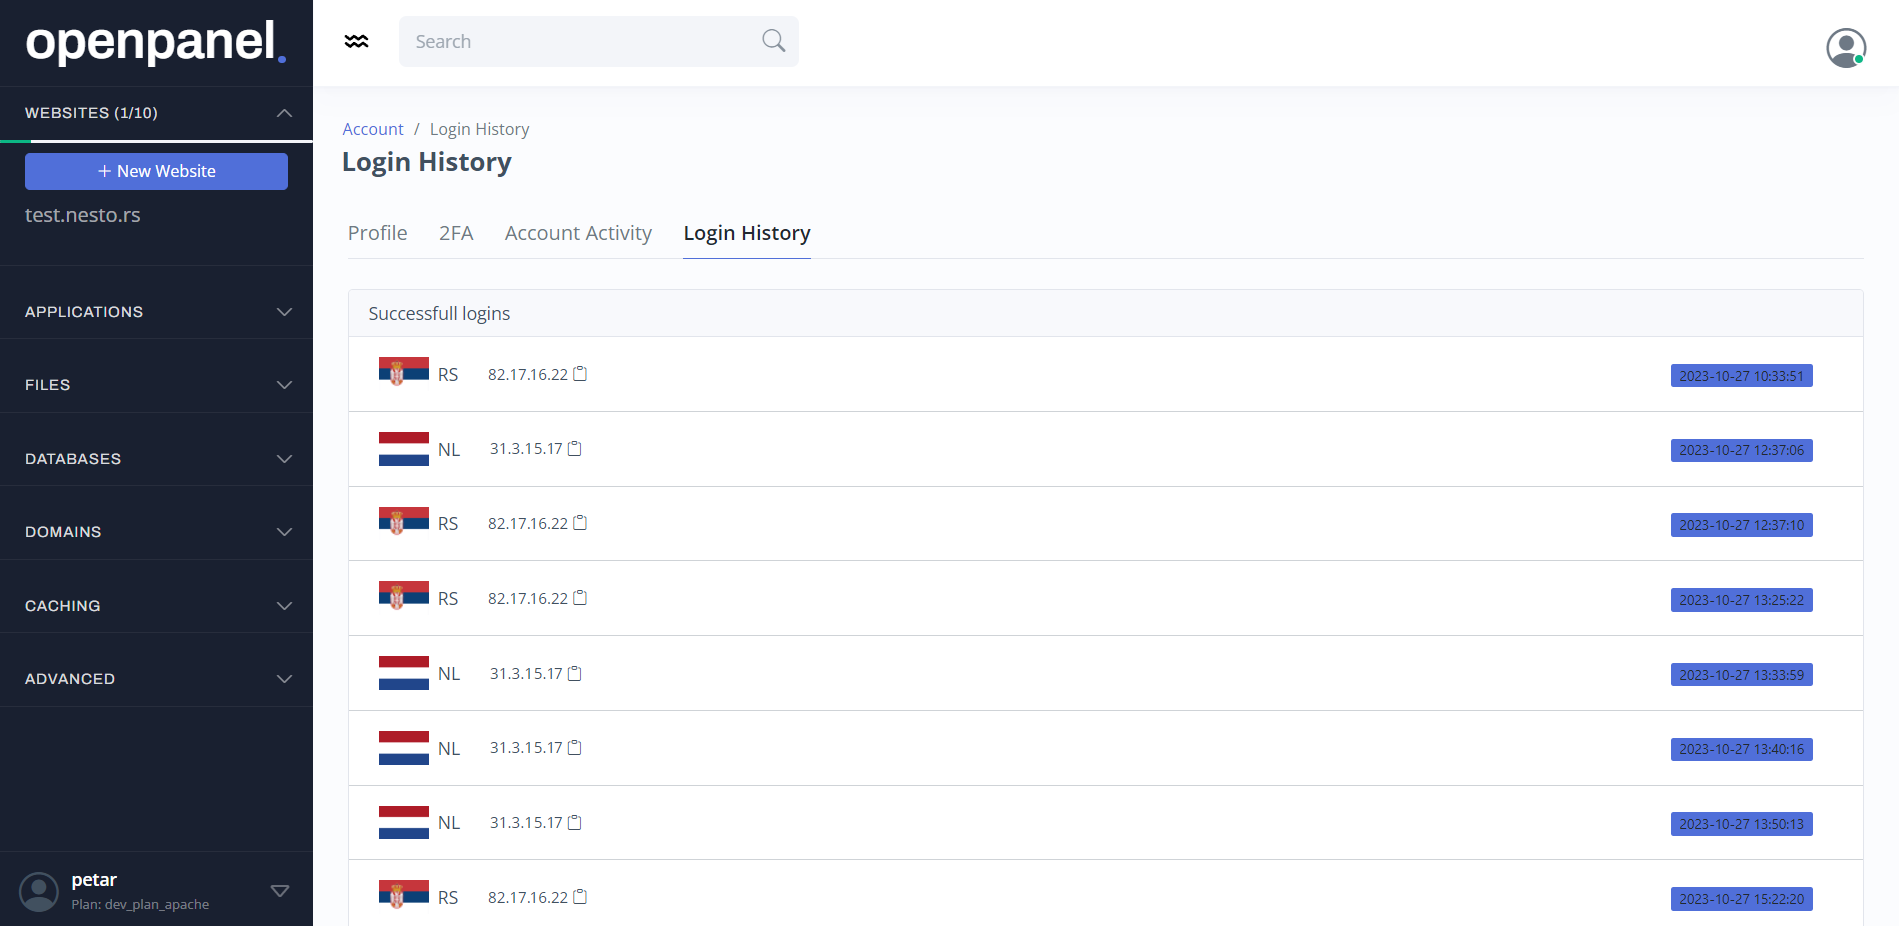 openpanel.
WEBSITES (1/10)
+ New Website
test.nesto.rs
APPLICATIONS
FILES
DATABASES
DOMAINS
CACHING
ADVANCED
petar
Plan: dev_plan_apache
Search
Account / Login History
Login History
Profile 2FA Account Activity Login History
Successfull logins
RS 82.17.16.22 2023-10-27 10:33:51
NL 31.3.15.17 2023-10-27 12:37:06
RS 82.17.16.22 2023-10-27 12:37:10
RS 82.17.16.22 2023-10-27 13:25:22
NL 31.3.15.17 2023-10-27 13:33:59
NL 31.3.15.17 2023-10-27 13:40:16
NL 31.3.15.17 2023-10-27 13:50:13
RS 82.17.16.22 2023-10-27 15:22:20